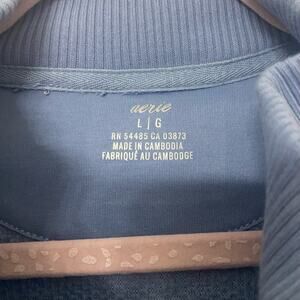 aerie
L | G
RN 54485 CA 03873
MADE IN CAMBODIA
FABRIQUÉ AU CAMBODGE